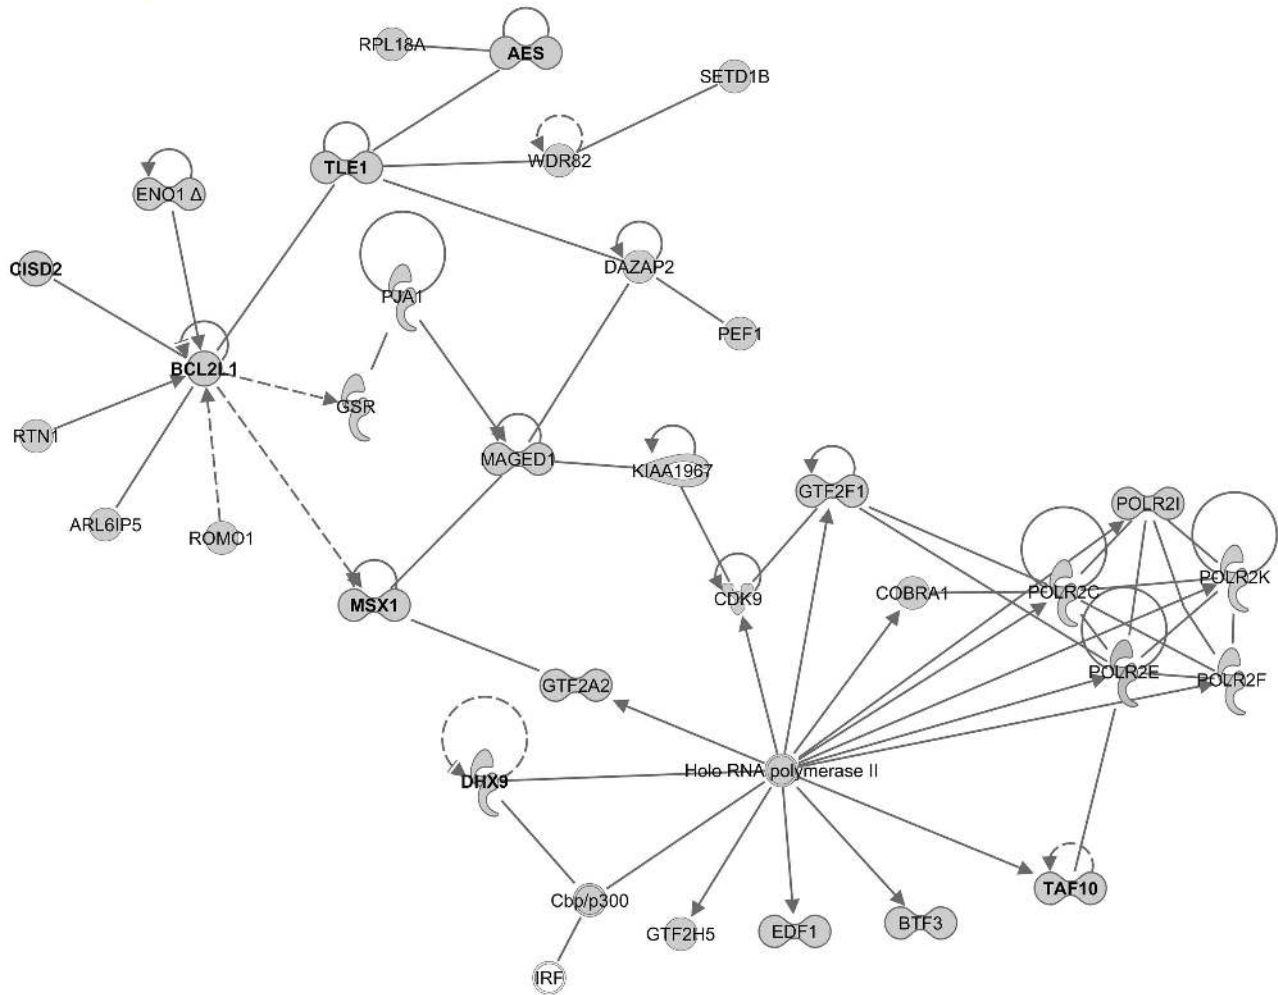 RPL18A
AES
SETD1B
TLE1
WDR82
ENO1 Δ
CISD2
PJA1
DAZAP2
PEF1
BCL2L1
GSR
RTN1
MAGED1
KIAA1967
GTF2F1
POLR2I
ARL6IP5
ROMO1
MSX1
CDK9
COBRA1
POLR2C
POLR2K
GTF2A2
POLR2E
POLR2F
DHX9
Holo RNA polymerase II
Cbp/p300
TAF10
GTF2H5
EDF1
BTF3
IRF